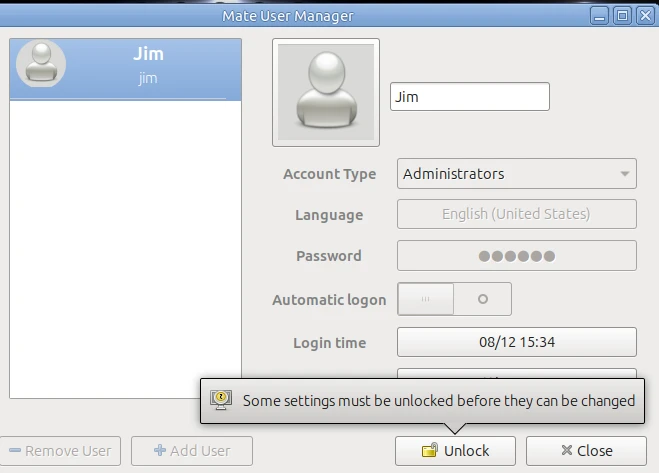 Mate User Manager
Jim
jim
Jim
Account Type
Administrators
Language
English (United States)
Password
Automatic logon
Login time
08/12 15:34
Some settings must be unlocked before they can be changed
Remove User
Add User
Unlock
Close